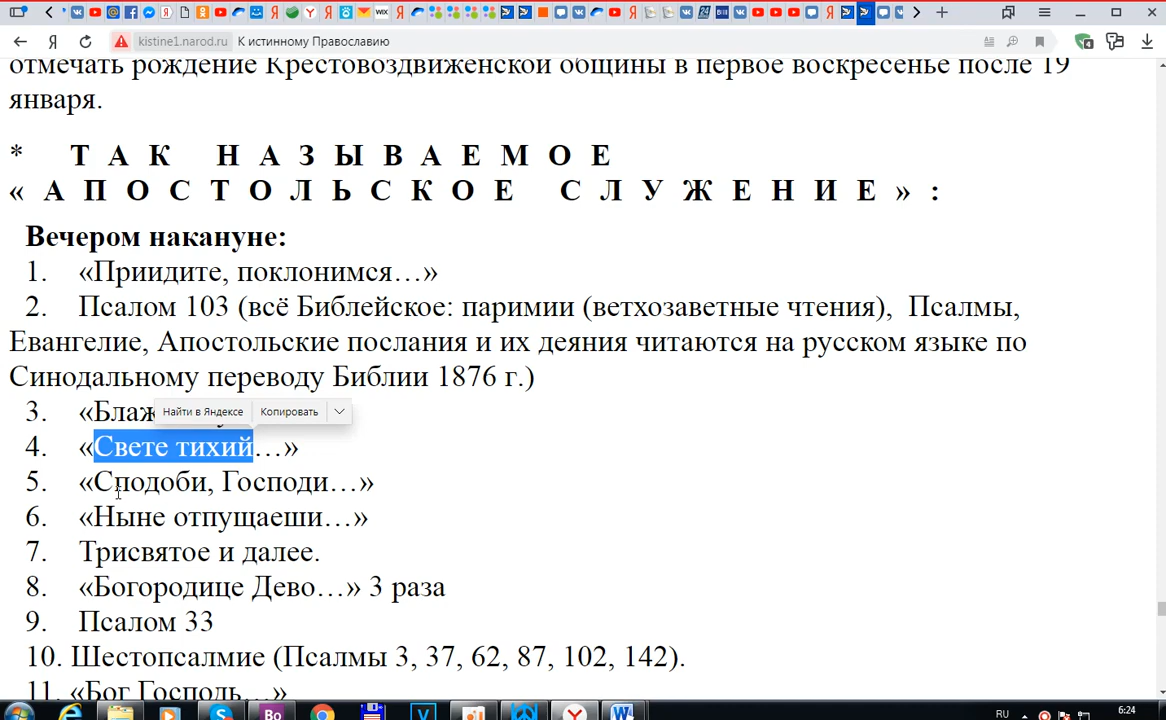 kistine1.narod.ru К истинному Православию
отмечать рождение Крестовоздвиженской общины в первое воскресенье после 19
января.
* ТАК НАЗЫВАЕМОЕ
«АПОСТОЛЬСКОЕ СЛУЖЕНИЕ»:
Вечером накануне:
1. «Приидите, поклонимся…»
2. Псалом 103 (всё Библейское: паримии (ветхозаветные чтения), Псалмы,
Евангелие, Апостольские послания и их деяния читаются на русском языке по
Синодальному переводу Библии 1876 г.)
Найти в Яндексе Копировать
3.
4. «Свете тихий…»
5. «Сподоби, Господи…»
6. «Ныне отпущаеши…»
7. Трисвятое и далее.
8. «Богородице Дево…» 3 раза
9. Псалом 33
10. Шестопсалмие (Псалмы 3, 37, 62, 87, 102, 142).
11. «Бог Господь…»
RU 6:24